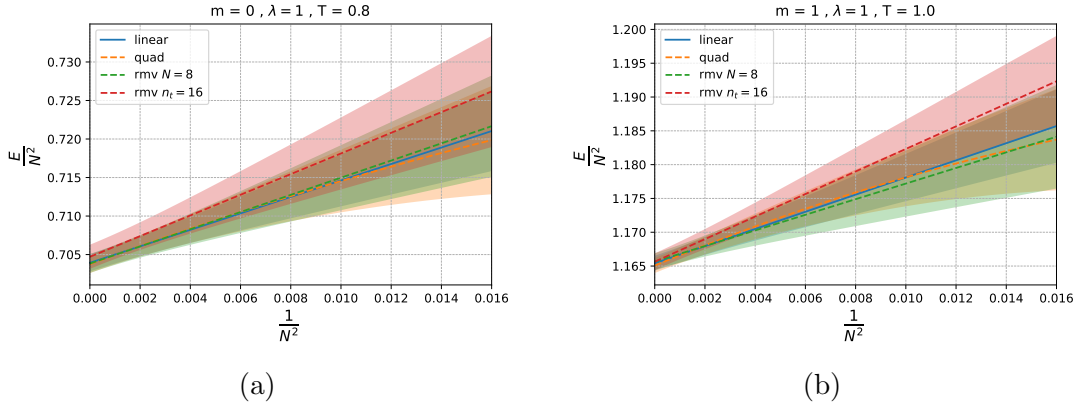 m = 0 , λ = 1 , T = 0.8
linear
quad
rmv N = 8
rmv n_t = 16
0.730
0.725
0.720
0.715
0.710
0.705
E/N²
0.000 0.002 0.004 0.006 0.008 0.010 0.012 0.014 0.016
1/N²
(a)
m = 1 , λ = 1 , T = 1.0
linear
quad
rmv N = 8
rmv n_t = 16
1.200
1.195
1.190
1.185
1.180
1.175
1.170
1.165
E/N²
0.000 0.002 0.004 0.006 0.008 0.010 0.012 0.014 0.016
1/N²
(b)